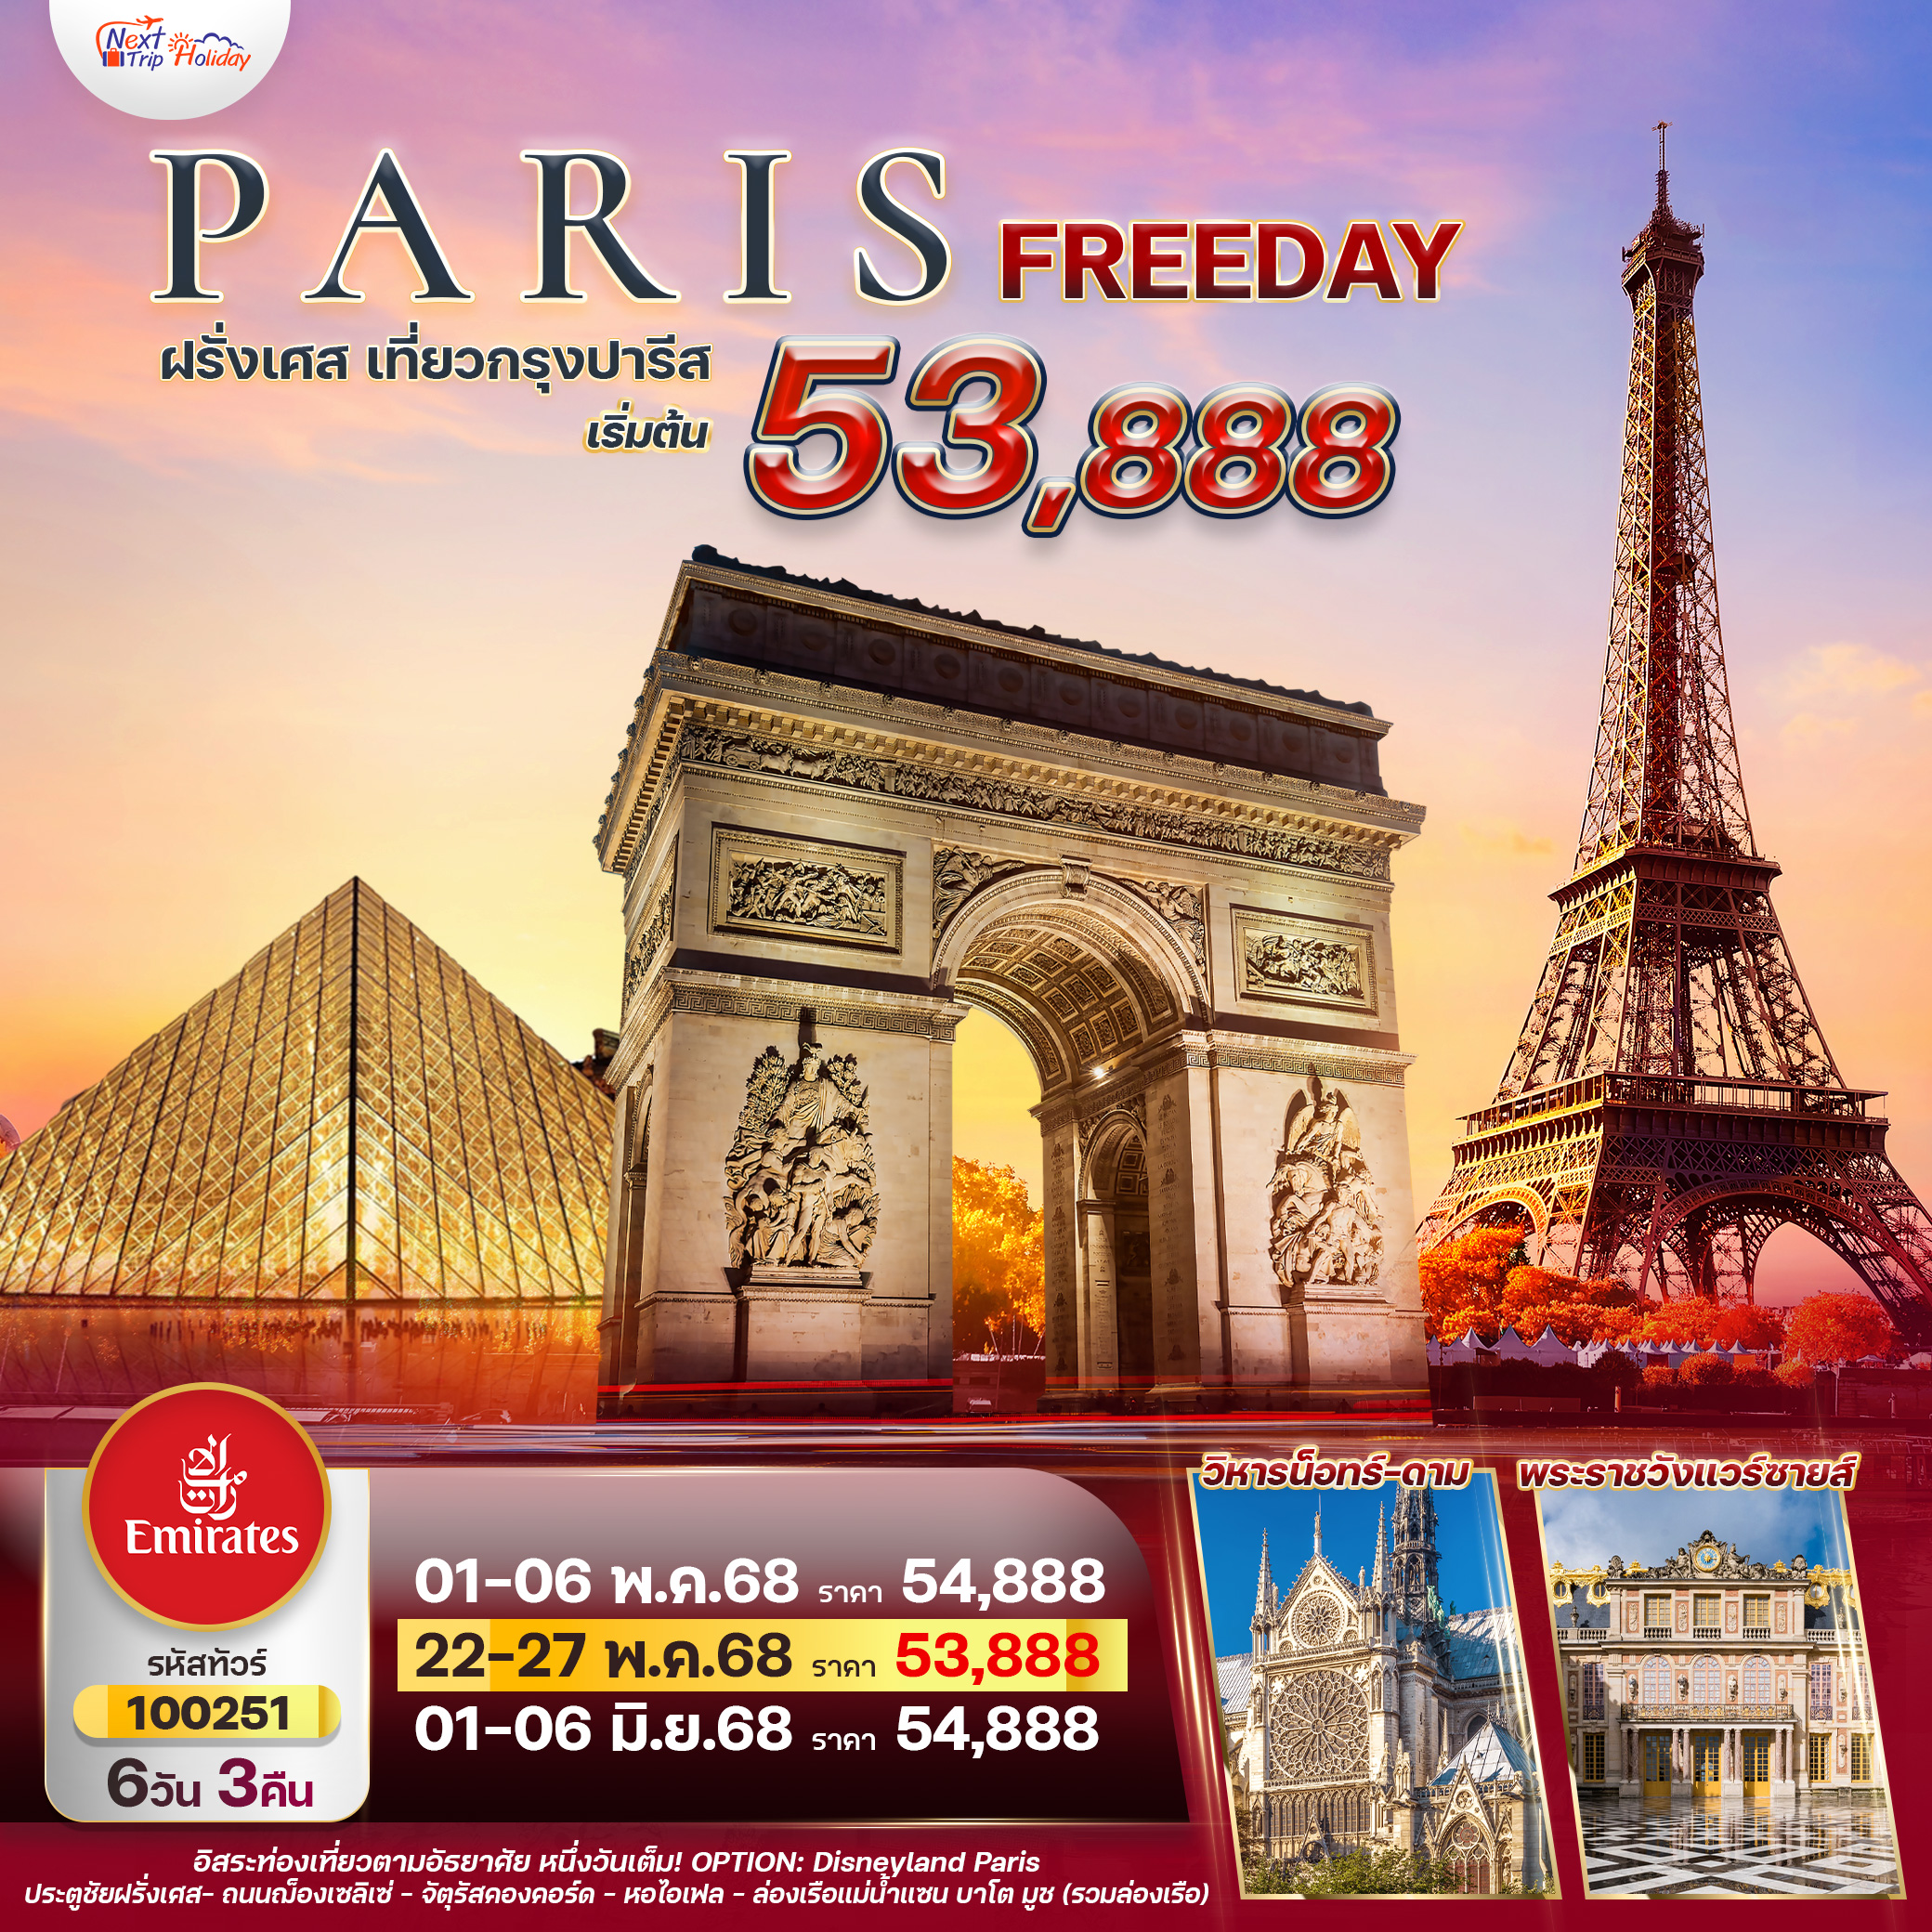 Next
Trip Holiday
PARIS FREEDAY
ฝรั่งเศส เที่ยวกรุงปารีส
เริ่มต้น 53,888
วิหารน็อทร์-ดาม
พระราชวังแวร์ซายส์
Emirates
รหัสทัวร์
100251
6วัน 3คืน
01-06 พ.ค.68 ราคา 54,888
22-27 พ.ค.68 ราคา 53,888
01-06 มิ.ย.68 ราคา 54,888
อิสระท่องเที่ยวตามอัธยาศัย หนึ่งวันเต็ม! OPTION: Disneyland Paris
ประตูชัยฝรั่งเศส- ถนนฌ็องเซลิเซ่ - จัตุรัสคองคอร์ด - หอไอเฟล - ล่องเรือแม่น้ำแซน บาโต มูช (รวมล่องเรือ)